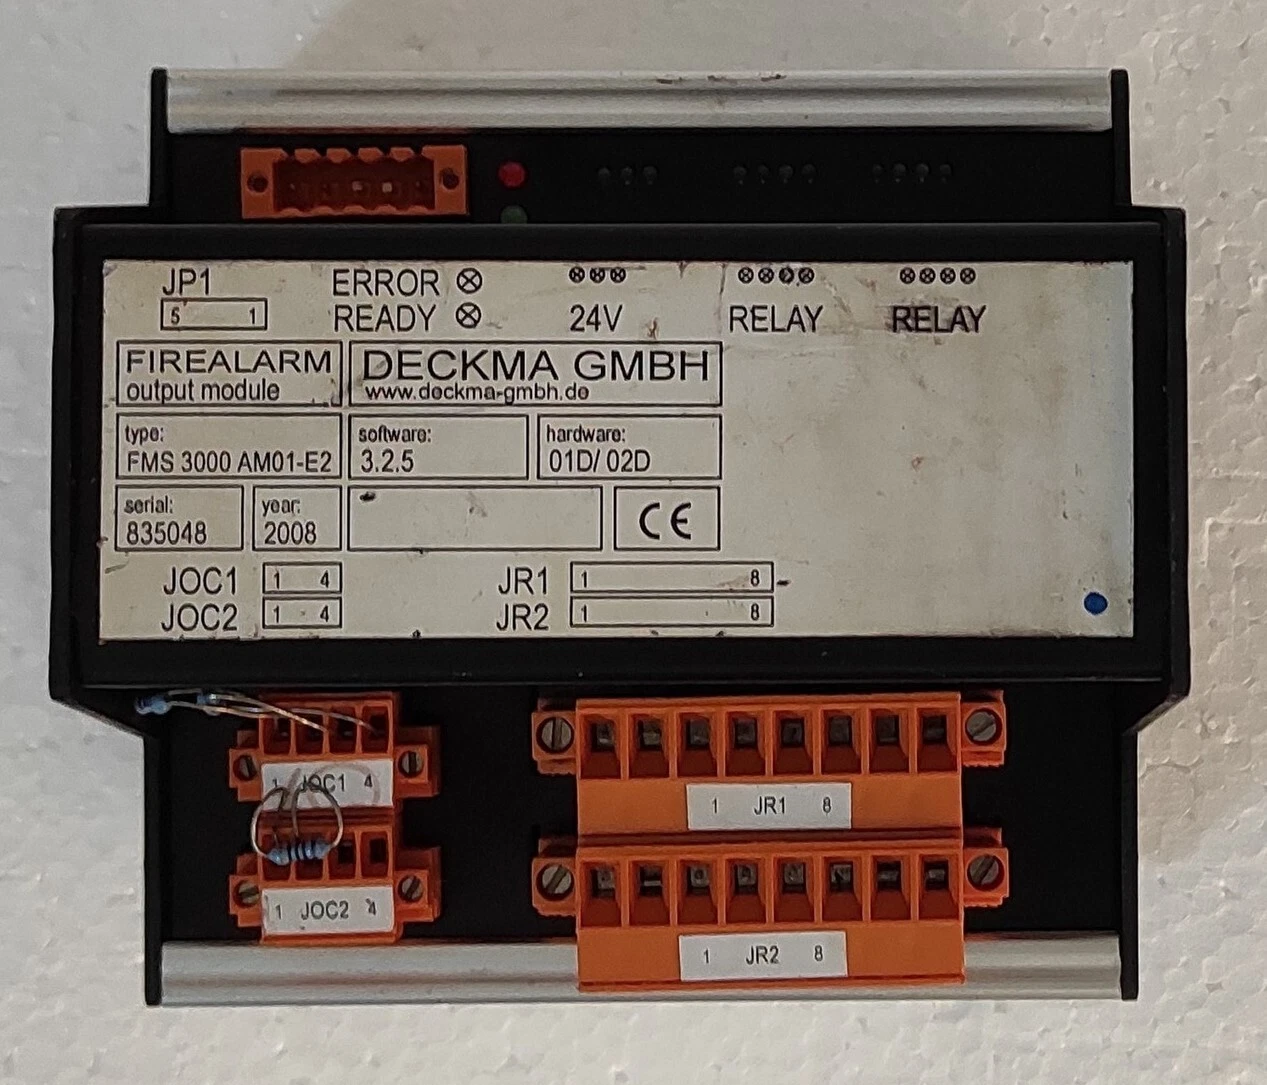 JP1
5 1
ERROR
READY
24V
RELAY
RELAY
FIREALARM
output module
DECKMA GMBH
www.deckma-gmbh.de
type:
FMS 3000 AM01-E2
software:
3.2.5
hardware:
01D/ 02D
serial:
835048
year:
2008
CE
JOC1 1 4
JOC2 1 4
JR1 1 8
JR2 1 8
1 JOC1 4
1 JR1 8
1 JOC2 4
1 JR2 8